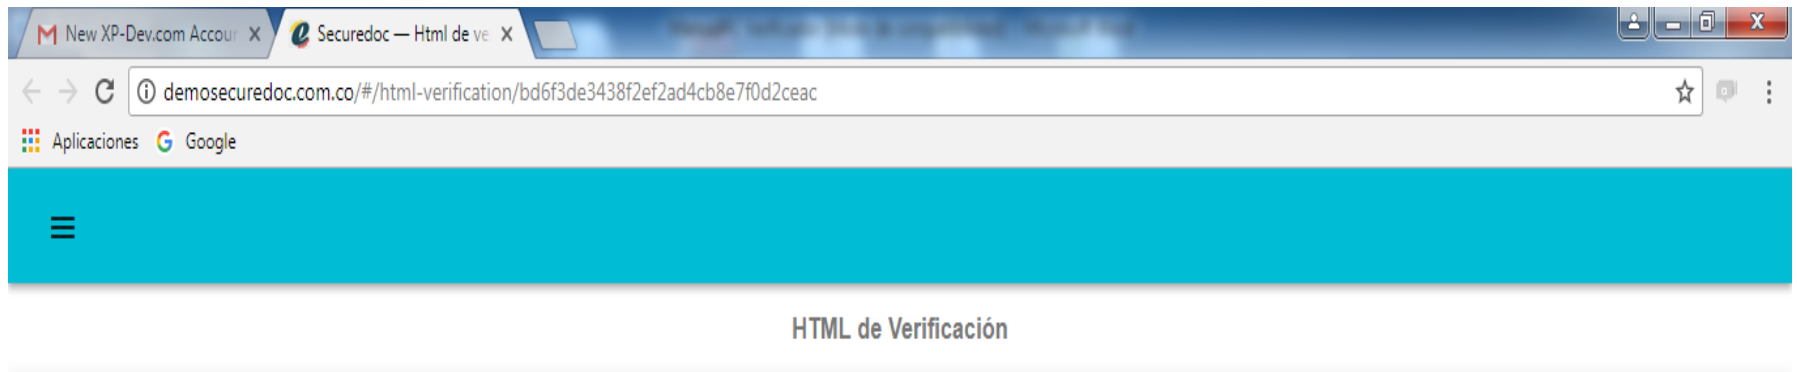 New XP-Dev.com Accour
Securedoc — Html de ve
demosecuredoc.com.co/#/html-verification/bd6f3de3438f2ef2ad4cb8e7f0d2ceac
Aplicaciones Google
HTML de Verificación